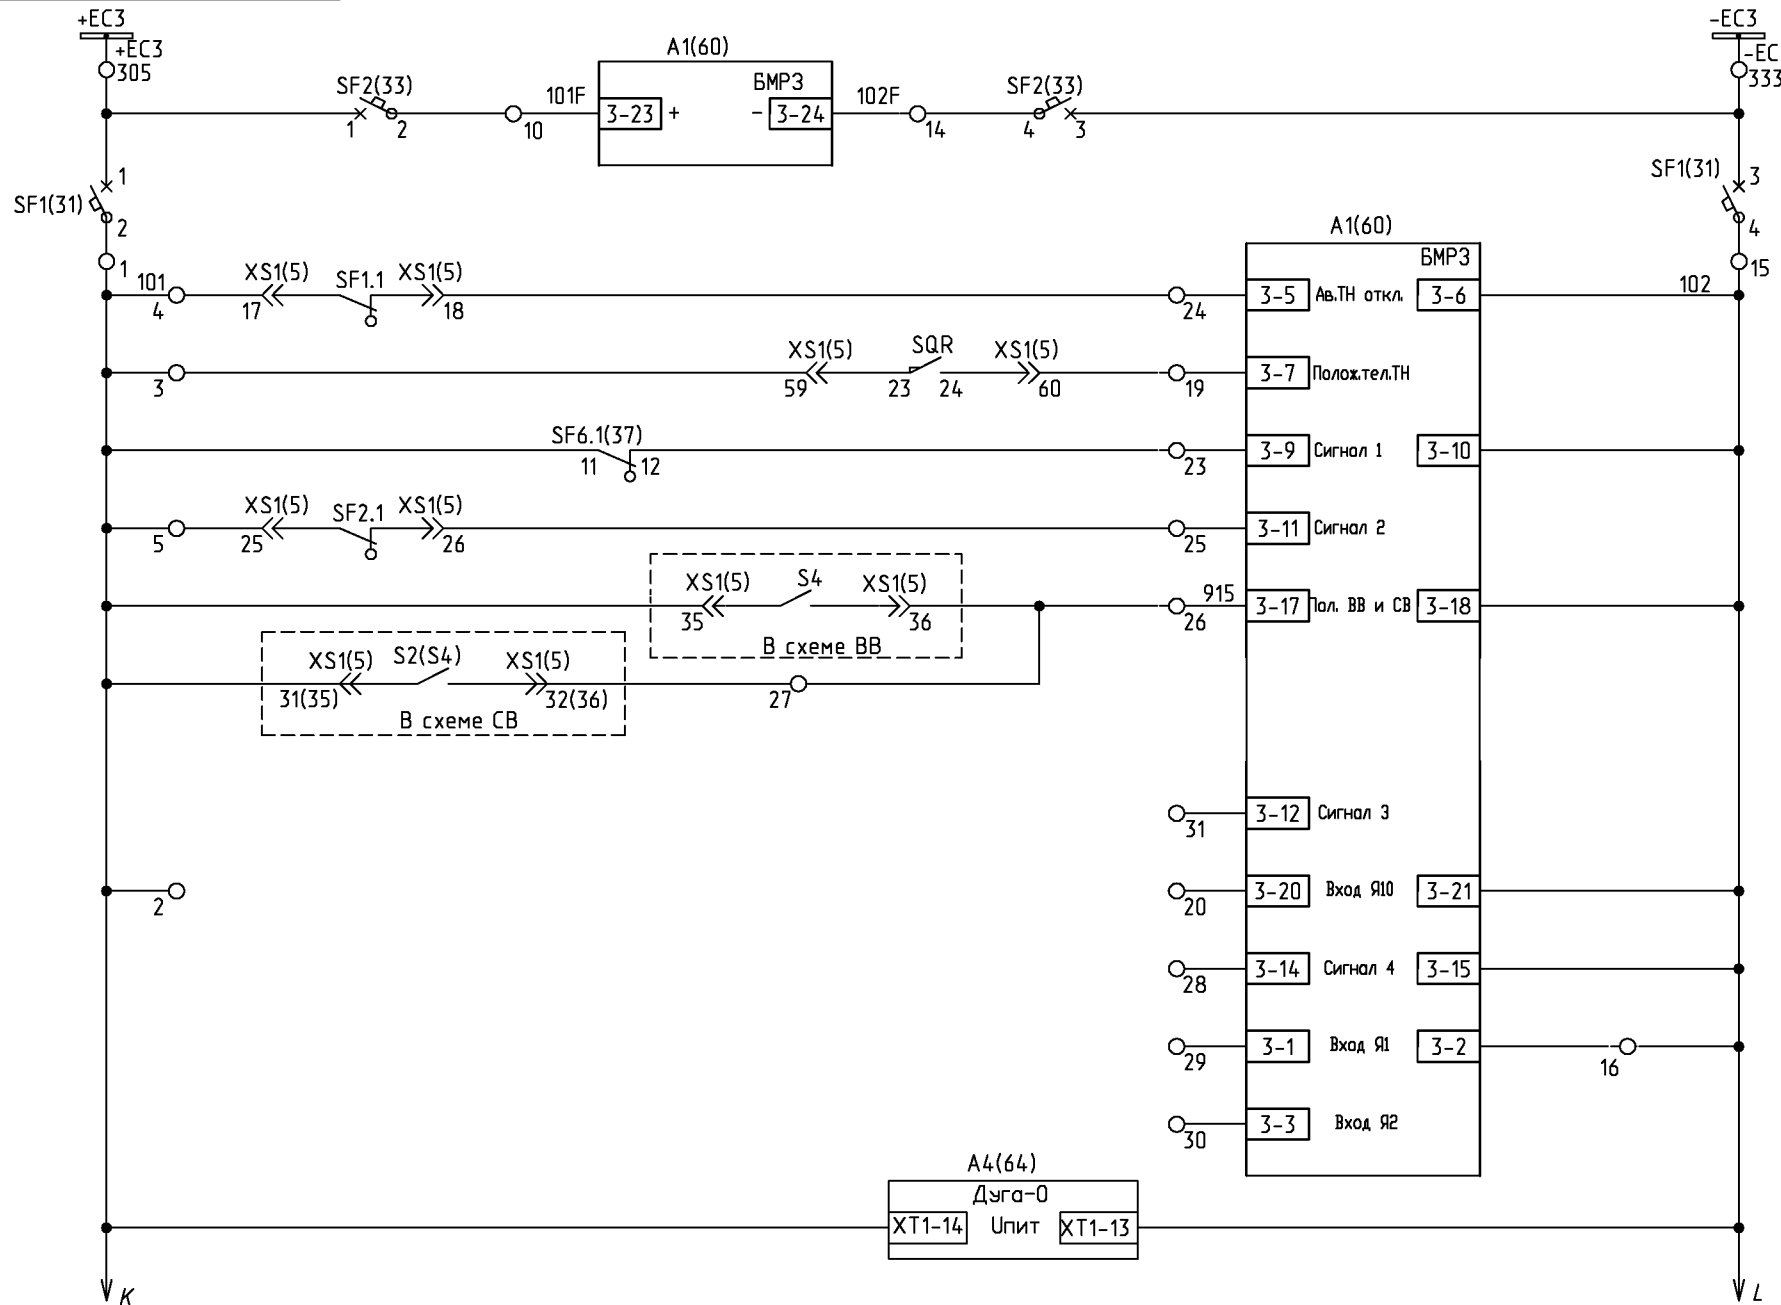 +ЕС3
-ЕС3
+ЕС3
305
-ЕС
333
А1(60)
БМРЗ
SF2(33)
1
2
10
101F
3-23
+
-
3-24
102F
14
SF2(33)
4
3
SF1(31)
1
2
1
SF1(31)
3
4
15
А1(60)
БМРЗ
101
4
XS1(5)
17
SF1.1
XS1(5)
18
24
3-5
Ав.ТН откл.
3-6
102
3
XS1(5)
59
SQR
23
24
XS1(5)
60
19
3-7
Полож.тел.ТН
SF6.1(37)
11
12
23
3-9
Сигнал 1
3-10
5
XS1(5)
25
SF2.1
XS1(5)
26
25
3-11
Сигнал 2
XS1(5)
35
S4
XS1(5)
36
В схеме ВВ
915
26
3-17
Пол. ВВ и СВ
3-18
XS1(5)
31(35)
S2(S4)
XS1(5)
32(36)
В схеме СВ
27
31
3-12
Сигнал 3
2
20
3-20
Вход Я10
3-21
28
3-14
Сигнал 4
3-15
29
3-1
Вход Я1
3-2
16
30
3-3
Вход Я2
А4(64)
Дуга-О
ХТ1-14
Uпит
ХТ1-13
K
L